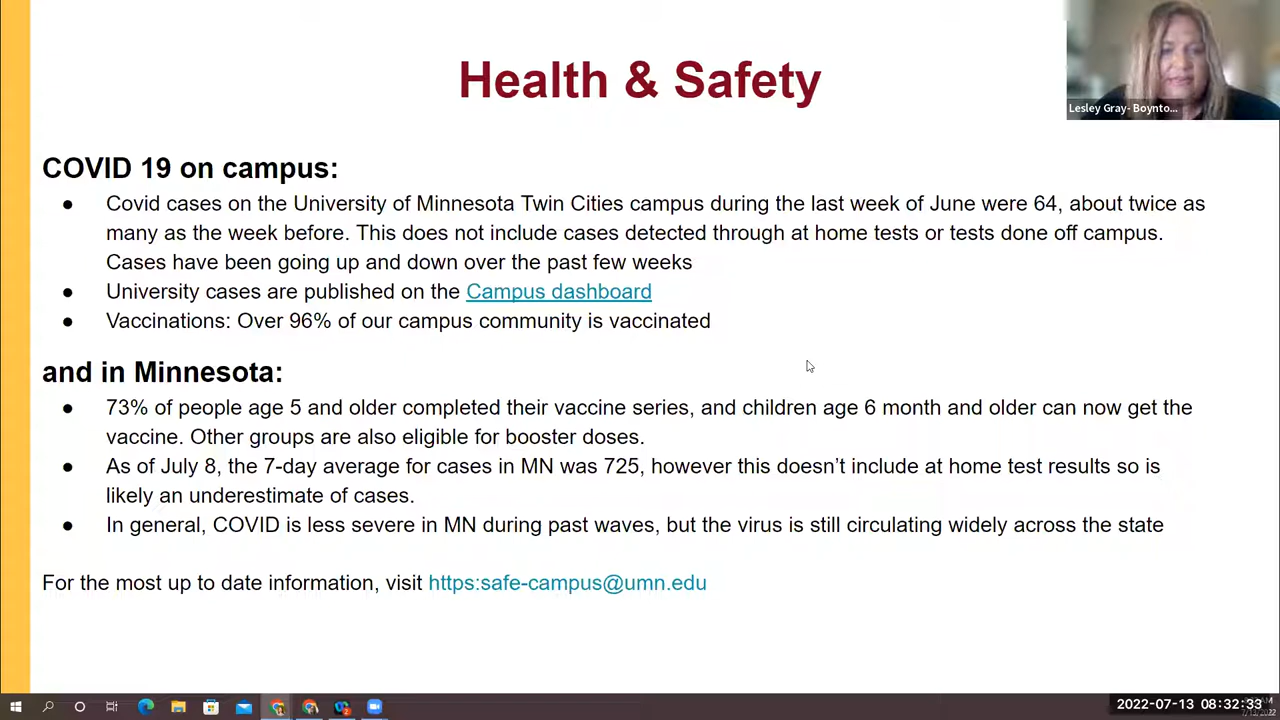 Health & Safety
Lesley Gray- Boynto...
COVID 19 on campus:
● Covid cases on the University of Minnesota Twin Cities campus during the last week of June were 64, about twice as
many as the week before. This does not include cases detected through at home tests or tests done off campus.
Cases have been going up and down over the past few weeks
● University cases are published on the Campus dashboard
● Vaccinations: Over 96% of our campus community is vaccinated
and in Minnesota:
● 73% of people age 5 and older completed their vaccine series, and children age 6 month and older can now get the
vaccine. Other groups are also eligible for booster doses.
● As of July 8, the 7-day average for cases in MN was 725, however this doesn’t include at home test results so is
likely an underestimate of cases.
● In general, COVID is less severe in MN during past waves, but the virus is still circulating widely across the state
For the most up to date information, visit https:safe-campus@umn.edu
2022-07-13 08:32:33